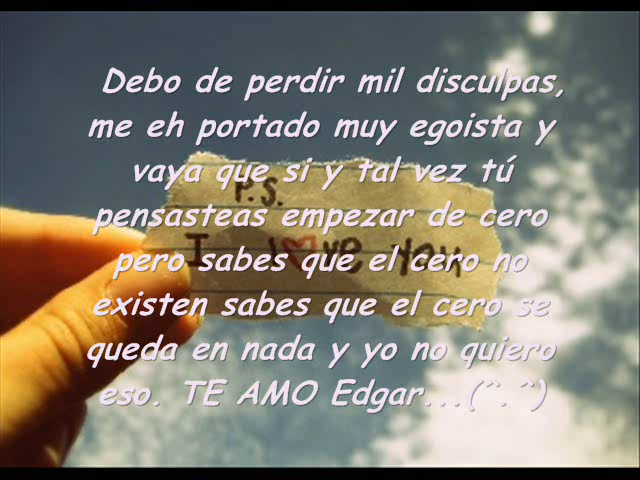 Debo de perdir mil disculpas,
me eh portado muy egoista y
vaya que si y tal vez tú
pensasteas empezar de cero
pero sabes que el cero no
existen sabes que el cero se
queda en nada y yo no quiero
eso. TE AMO Edgar...(´¨.´¨)
P.S.
I love You